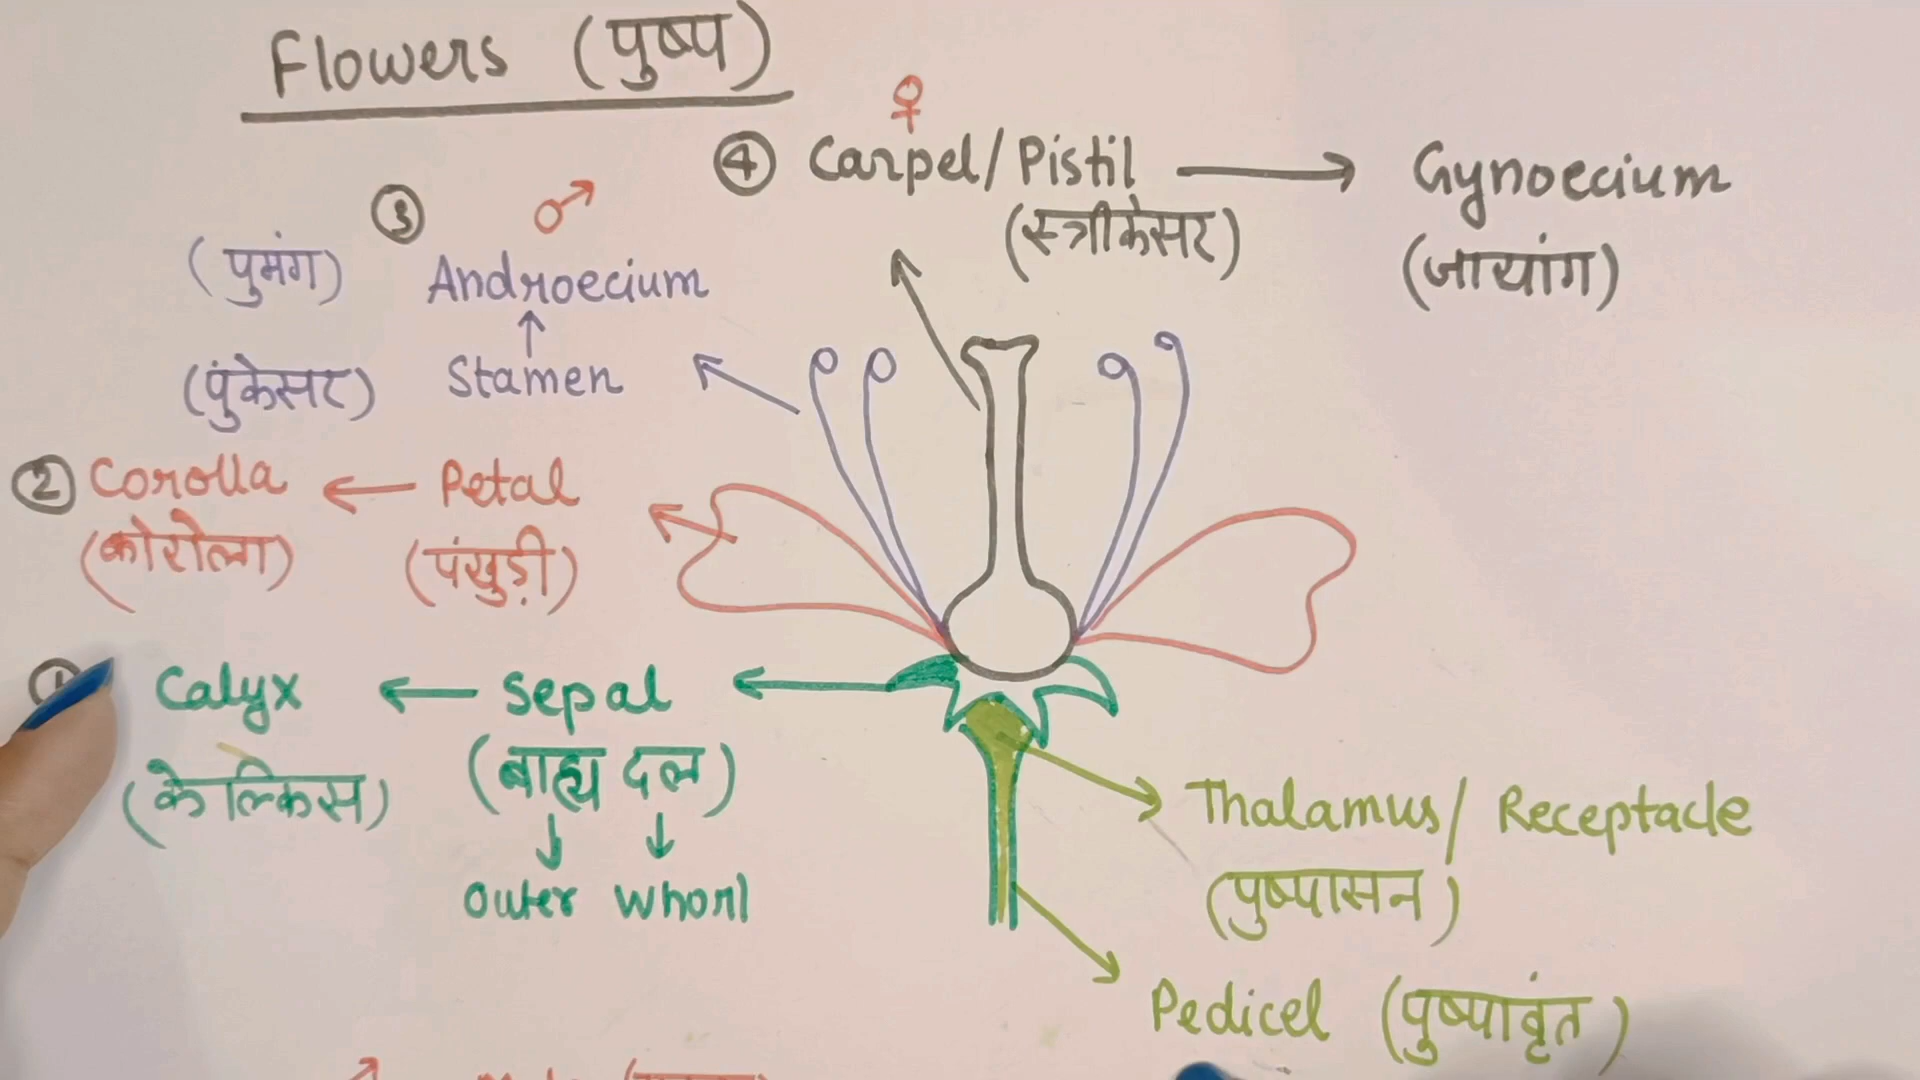 Flowers (पुष्प)
♀
④ Carpel/Pistil → Gynoecium
(स्त्रीकेसर) (जायांग)
③ ♂
(पुमंग) Androecium
↑
(पुंकेसर) Stamen
② Corolla ← Petal
(कोरोला) (पंखुड़ी)
① Calyx ← Sepal
(केल्किस) (बाह्य दल)
↓ ↓
outer whorl
Thalamus/ Receptacle
(पुष्पासन)
Pedicel (पुष्पावृंत)